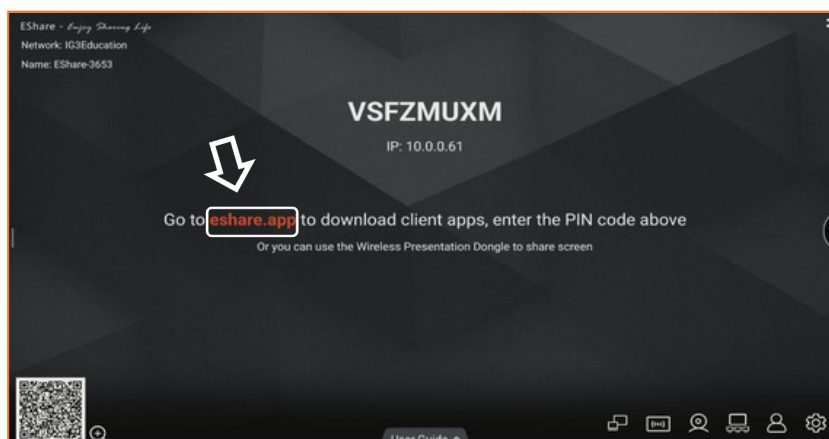 EShare - Enjoy Sharing Life
Network: IG3Education
Name: EShare-3653
VSFZMUXM
IP: 10.0.0.61
Go to eshare.app to download client apps, enter the PIN code above
Or you can use the Wireless Presentation Dongle to share screen
User Guide